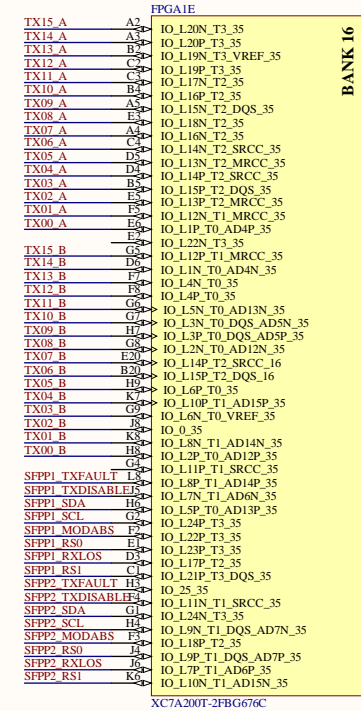 FPGA1E
BANK 16
TX15_A A2 IO_L20N_T3_35
TX14_A A3 IO_L20P_T3_35
TX13_A B2 IO_L19N_T3_VREF_35
TX12_A C2 IO_L19P_T3_35
TX11_A C3 IO_L17N_T2_35
TX10_A B4 IO_L16P_T2_35
TX09_A A5 IO_L15N_T2_DQS_35
TX08_A E3 IO_L18N_T2_35
TX07_A A4 IO_L16N_T2_35
TX06_A C4 IO_L14N_T2_SRCC_35
TX05_A D5 IO_L13N_T2_MRCC_35
TX04_A D4 IO_L14P_T2_SRCC_35
TX03_A B5 IO_L15P_T2_DQS_35
TX02_A E5 IO_L13P_T2_MRCC_35
TX01_A F5 IO_L12N_T1_MRCC_35
TX00_A E6 IO_L1P_T0_AD4P_35
E2 IO_L22N_T3_35
TX15_B G5 IO_L12P_T1_MRCC_35
TX14_B D6 IO_L1N_T0_AD4N_35
TX13_B F7 IO_L4N_T0_35
TX12_B F8 IO_L4P_T0_35
TX11_B G6 IO_L5N_T0_AD13N_35
TX10_B G7 IO_L3N_T0_DQS_AD5N_35
TX09_B H7 IO_L3P_T0_DQS_AD5P_35
TX08_B G8 IO_L2N_T0_AD12N_35
TX07_B E20 IO_L14P_T2_SRCC_16
TX06_B B20 IO_L15P_T2_DQS_16
TX05_B H9 IO_L6P_T0_35
TX04_B K7 IO_L10P_T1_AD15P_35
TX03_B G9 IO_L6N_T0_VREF_35
TX02_B J8 IO_0_35
TX01_B K8 IO_L8N_T1_AD14N_35
TX00_B H8 IO_L2P_T0_AD12P_35
G4 IO_L11P_T1_SRCC_35
SFPP1_TXFAULT L8 IO_L8P_T1_AD14P_35
SFPP1_TXDISABLE J5 IO_L7N_T1_AD6N_35
SFPP1_SDA H6 IO_L5P_T0_AD13P_35
SFPP1_SCL G2 IO_L24P_T3_35
SFPP1_MODABS F2 IO_L22P_T3_35
SFPP1_RS0 E1 IO_L23P_T3_35
SFPP1_RXLOS D3 IO_L17P_T2_35
SFPP1_RS1 C1 IO_L21P_T3_DQS_35
SFPP2_TXFAULT H3 IO_25_35
SFPP2_TXDISABLE F4 IO_L11N_T1_SRCC_35
SFPP2_SDA G1 IO_L24N_T3_35
SFPP2_SCL H4 IO_L9N_T1_DQS_AD7N_35
SFPP2_MODABS F3 IO_L18P_T2_35
SFPP2_RS0 J4 IO_L9P_T1_DQS_AD7P_35
SFPP2_RXLOS J6 IO_L7P_T1_AD6P_35
SFPP2_RS1 K6 IO_L10N_T1_AD15N_35
XC7A200T-2FBG676C